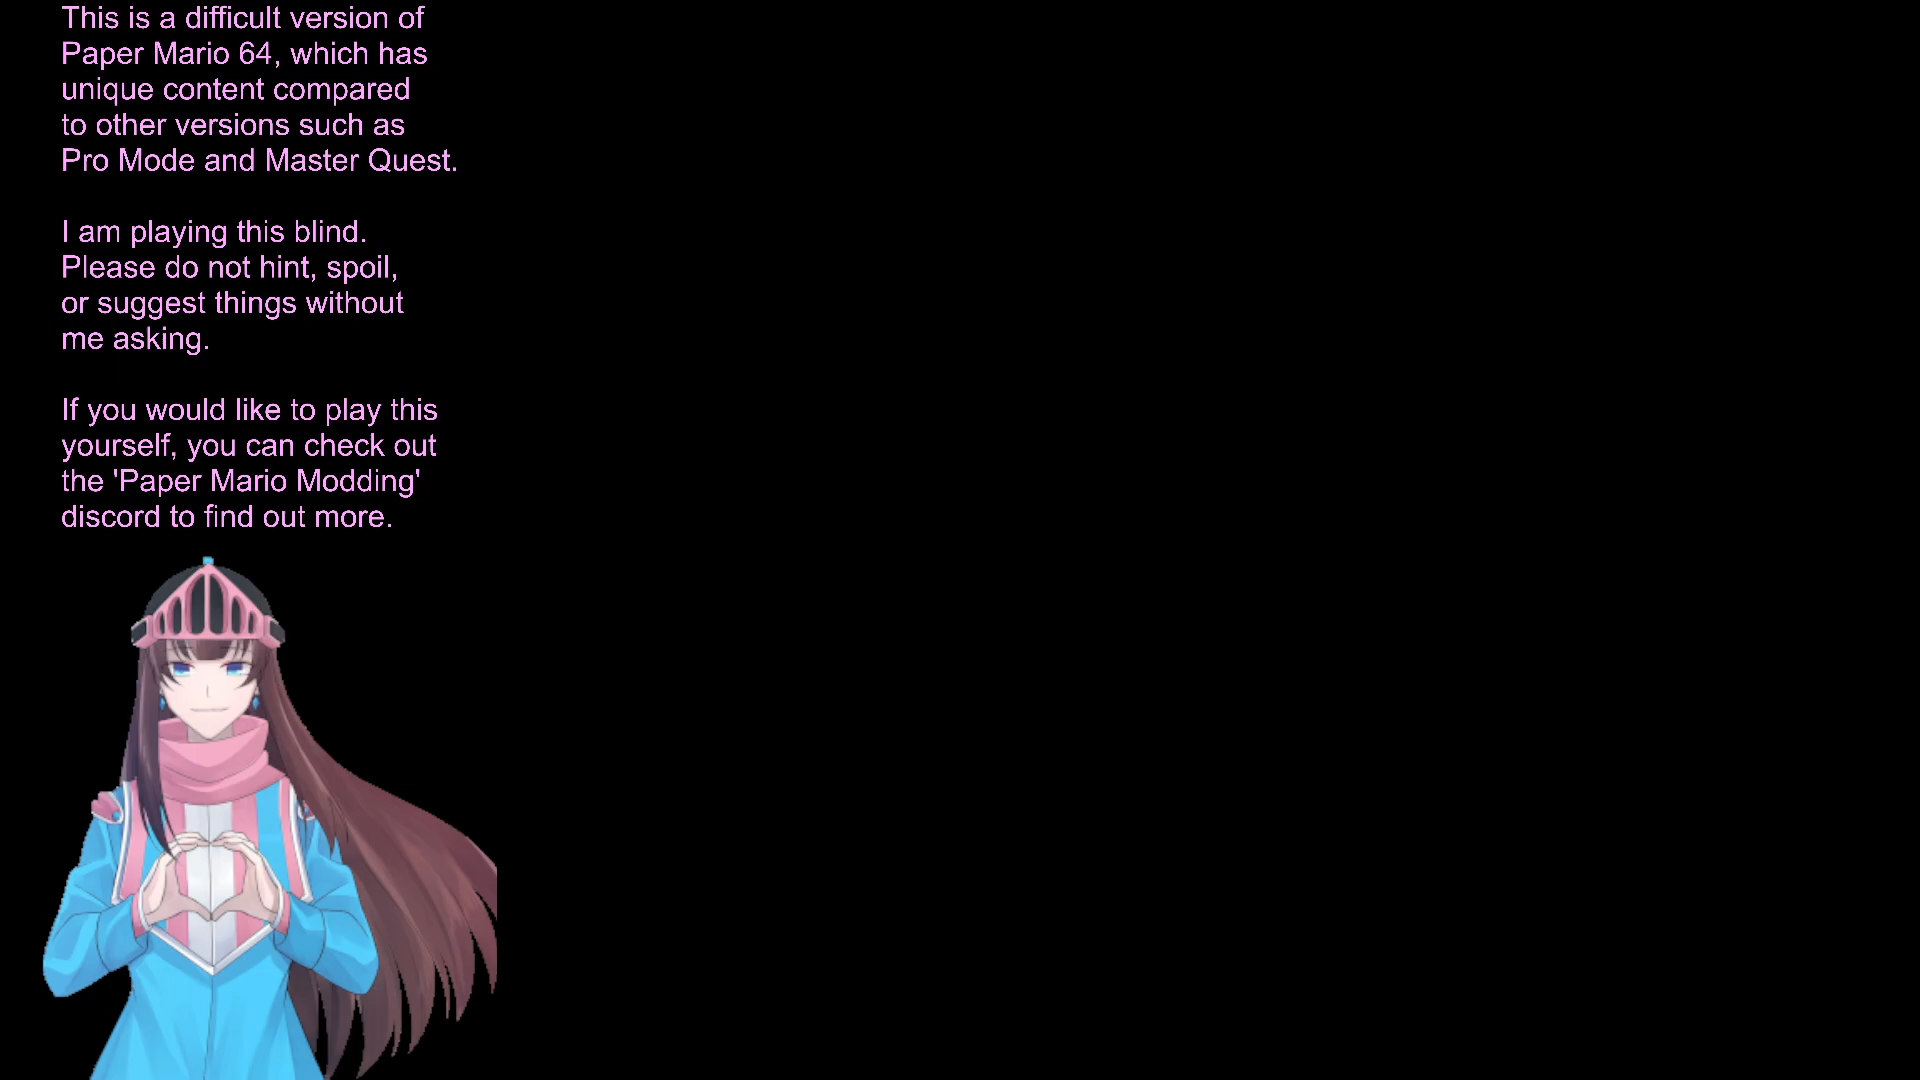 This is a difficult version of
Paper Mario 64, which has
unique content compared
to other versions such as
Pro Mode and Master Quest.
I am playing this blind.
Please do not hint, spoil,
or suggest things without
me asking.
If you would like to play this
yourself, you can check out
the 'Paper Mario Modding'
discord to find out more.